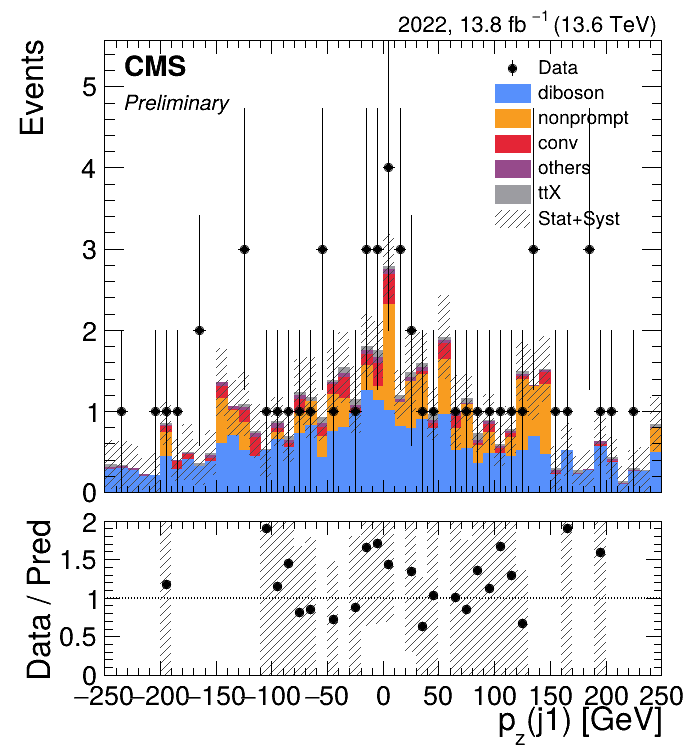 2022, 13.8 fb⁻¹ (13.6 TeV)
Events
CMS
Preliminary
Data
diboson
nonprompt
conv
others
ttX
Stat+Syst
5
4
3
2
1
0
Data / Pred
2
1.5
1
0.5
0
−250 −200 −150 −100 −50 0 50 100 150 200 250
p_z(j1) [GeV]